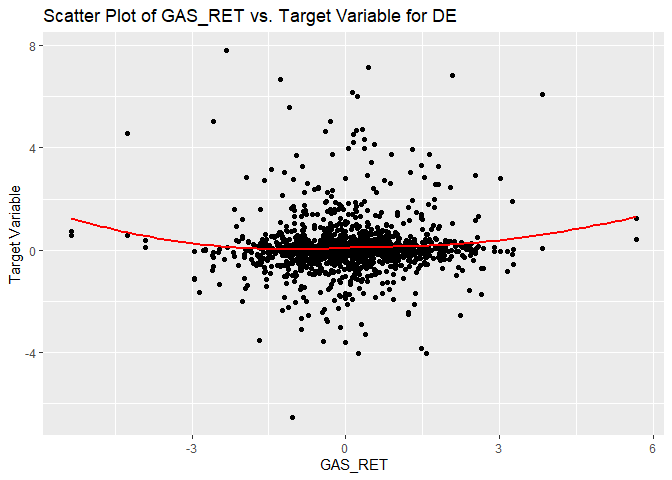 Scatter Plot of GAS_RET vs. Target Variable for DE
8
4
0
-4
Target Variable
-3 0 3 6
GAS_RET